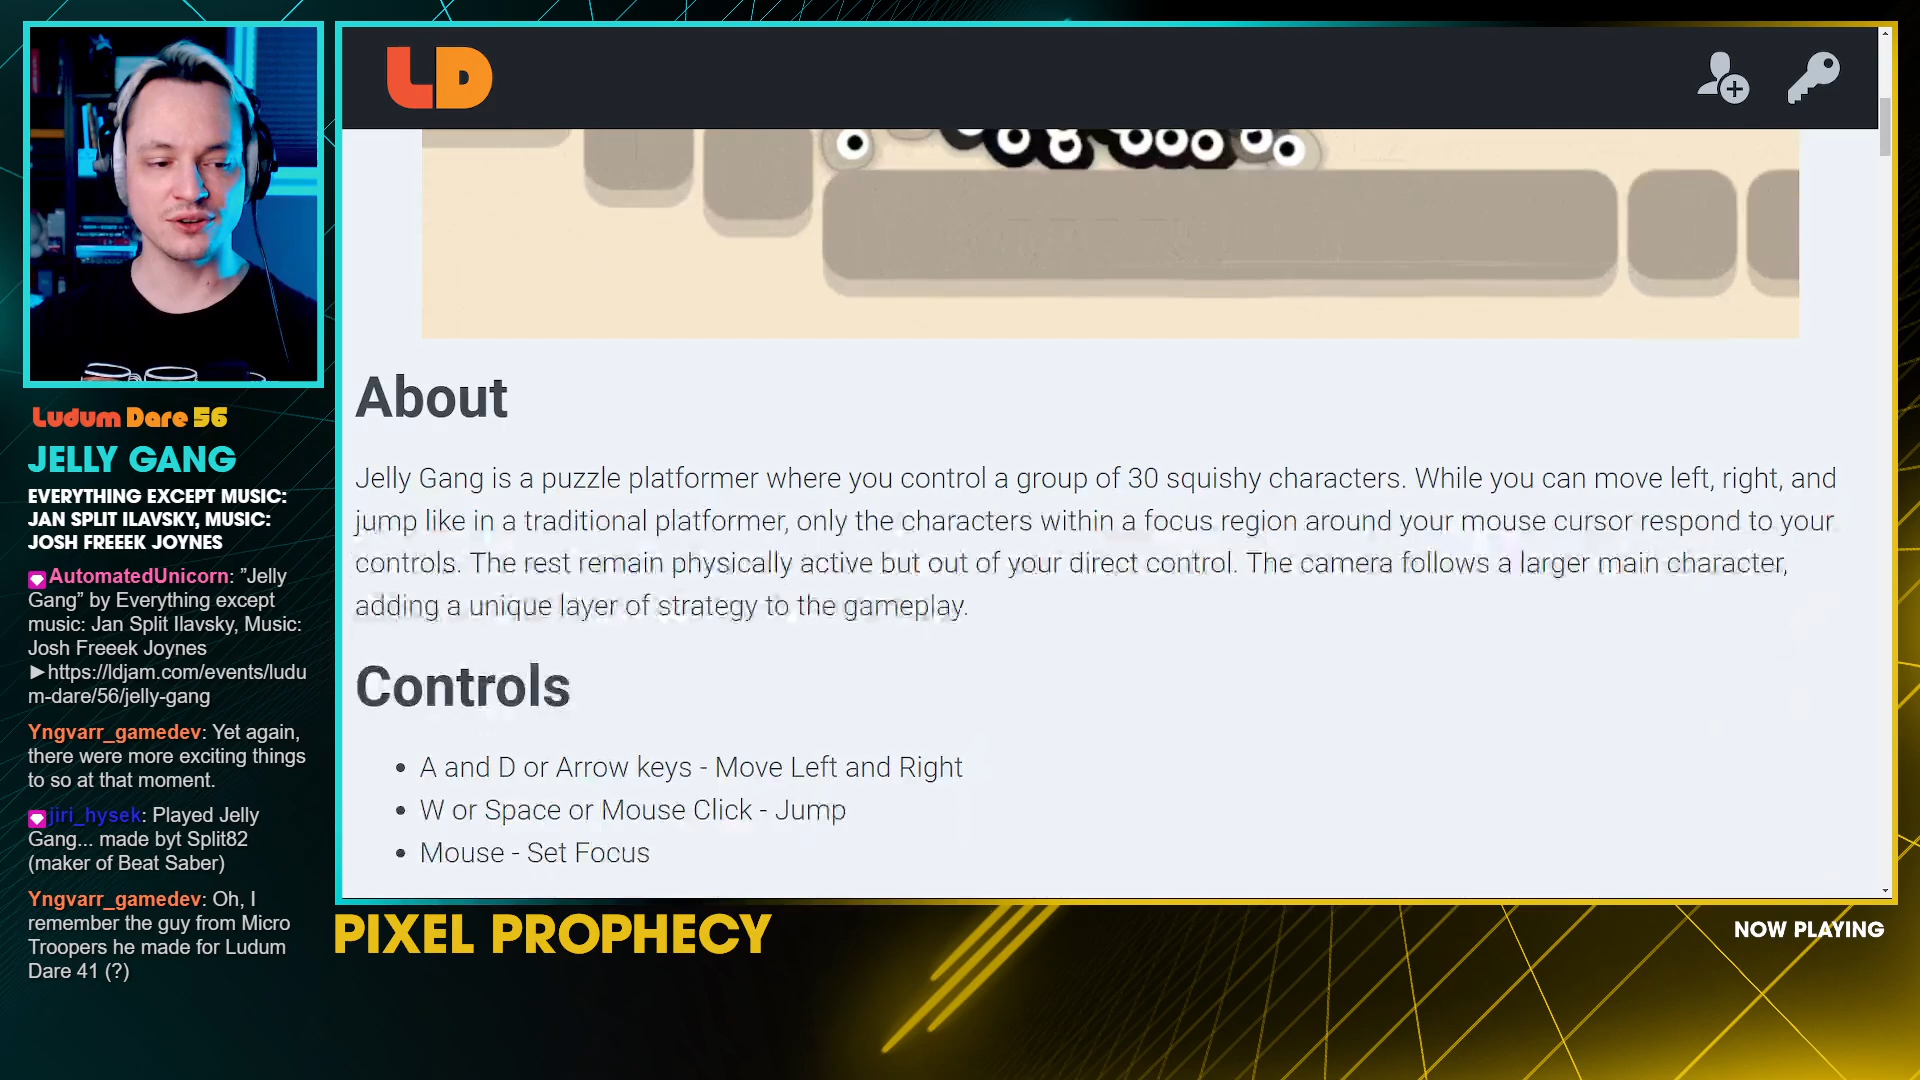 LD
Ludum Dare 56
JELLY GANG
EVERYTHING EXCEPT MUSIC:
JAN SPLIT ILAVSKY, MUSIC:
JOSH FREEEK JOYNES
AutomatedUnicorn: "Jelly
Gang" by Everything except
music: Jan Split Ilavsky, Music:
Josh Freeek Joynes
►https://ldjam.com/events/ludu
m-dare/56/jelly-gang
Yngvarr_gamedev: Yet again,
there were more exciting things
to so at that moment.
jiri_hysek: Played Jelly
Gang... made byt Split82
(maker of Beat Saber)
Yngvarr_gamedev: Oh, I
remember the guy from Micro
Troopers he made for Ludum
Dare 41 (?)
About
Jelly Gang is a puzzle platformer where you control a group of 30 squishy characters. While you can move left, right, and
jump like in a traditional platformer, only the characters within a focus region around your mouse cursor respond to your
controls. The rest remain physically active but out of your direct control. The camera follows a larger main character,
adding a unique layer of strategy to the gameplay.
Controls
• A and D or Arrow keys - Move Left and Right
• W or Space or Mouse Click - Jump
• Mouse - Set Focus
PIXEL PROPHECY
NOW PLAYING